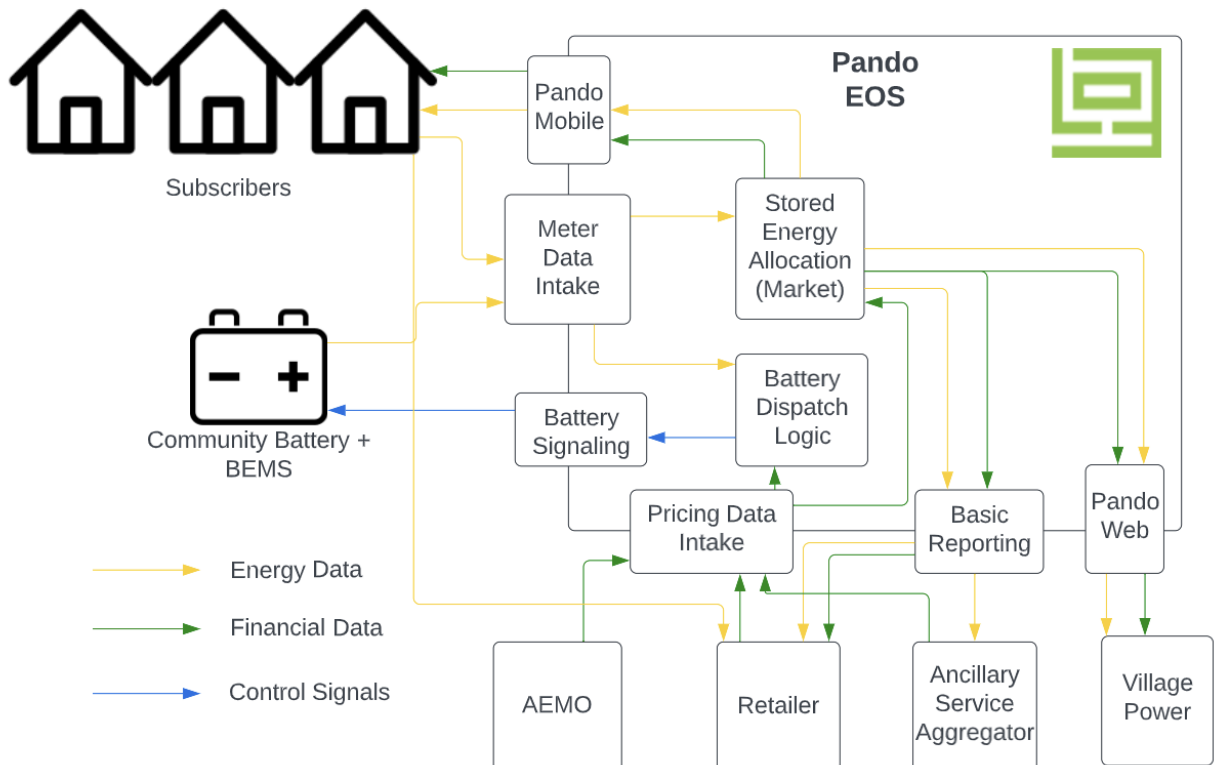 Pando
EOS
Pando
Mobile
Subscribers
Meter
Data
Intake
Stored
Energy
Allocation
(Market)
Community Battery +
BEMS
Battery
Signaling
Battery
Dispatch
Logic
Pricing Data
Intake
Basic
Reporting
Pando
Web
Energy Data
Financial Data
Control Signals
AEMO
Retailer
Ancillary
Service
Aggregator
Village
Power